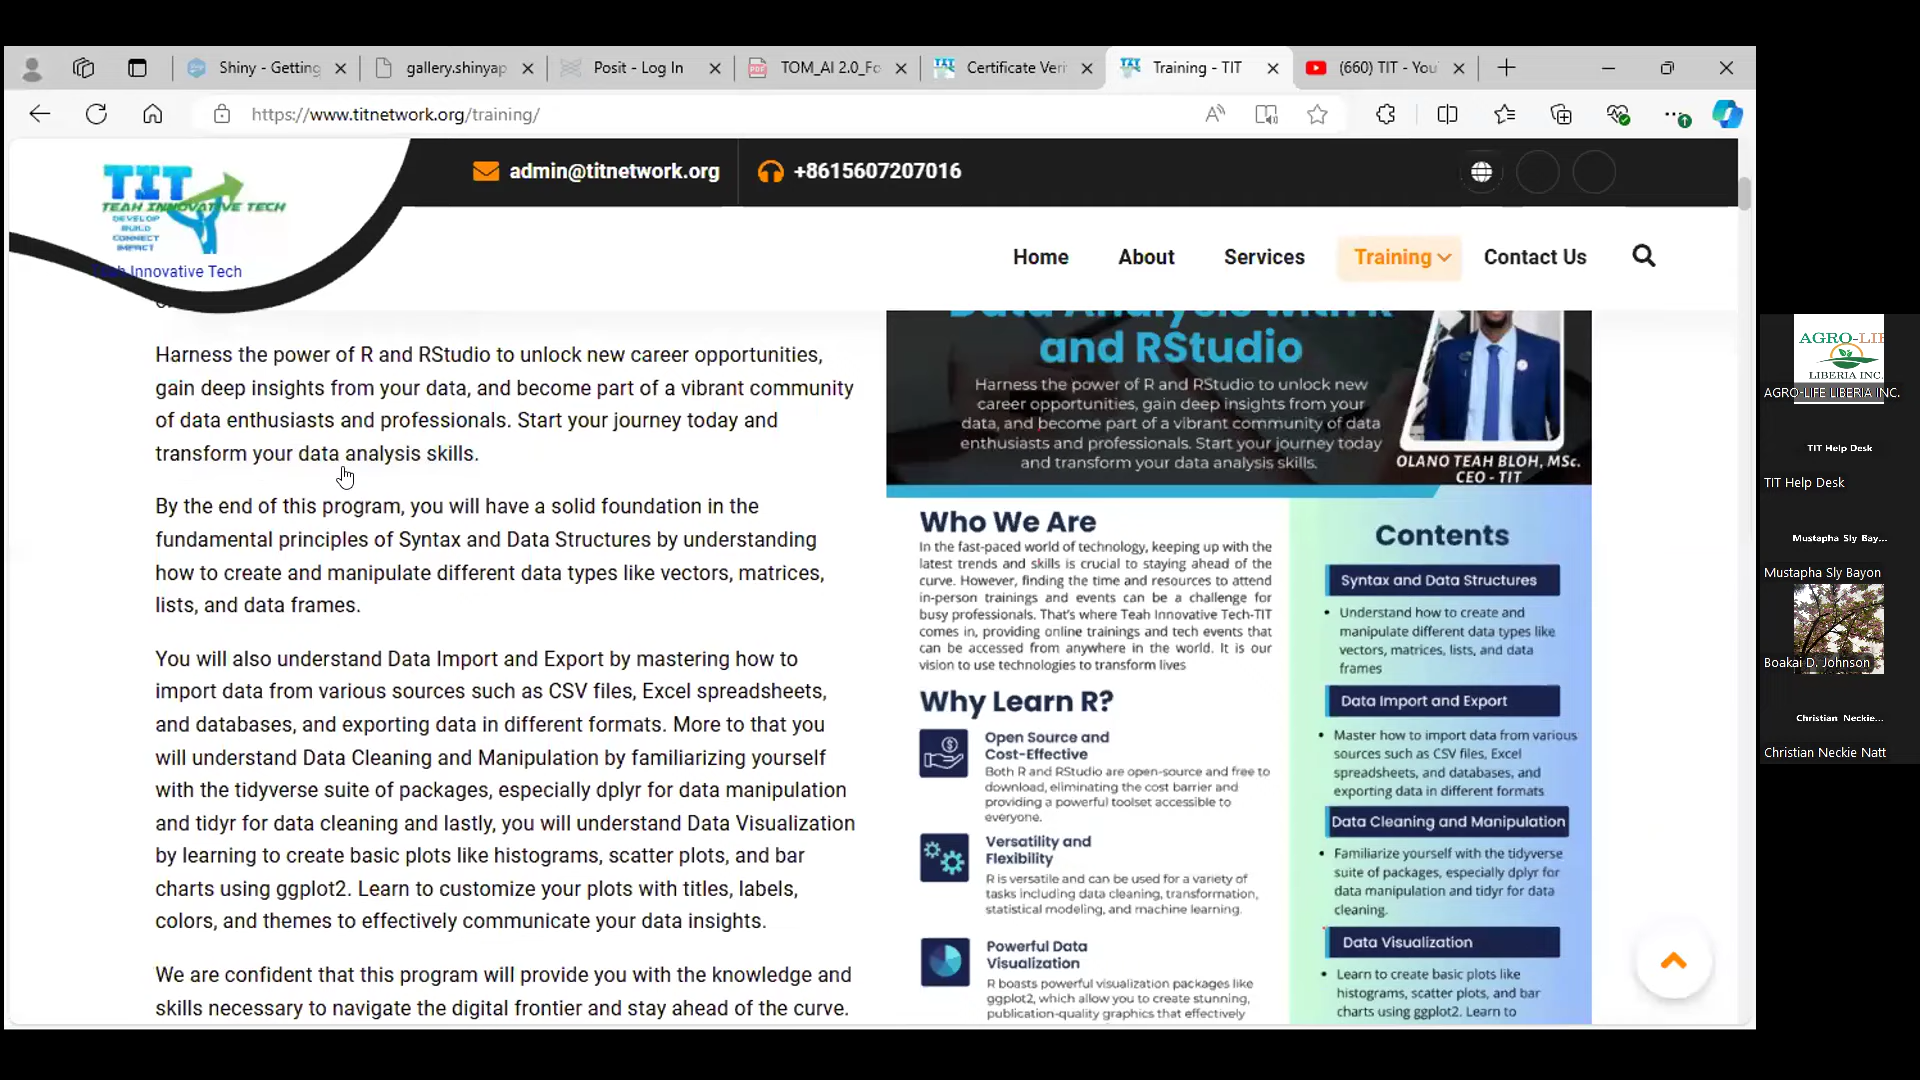 Shiny - Getting
gallery.shinyap
Posit - Log In
TOM_AI 2.0_Fo
Certificate Veri
Training - TIT
(660) TIT - You
https://www.titnetwork.org/training/
TIT
TEAH INNOVATIVE TECH
DEVELOP
BUILD
CONNECT
IMPACT
Teah Innovative Tech
admin@titnetwork.org
+8615607207016
Home
About
Services
Training
Contact Us
Harness the power of R and RStudio to unlock new career opportunities,
gain deep insights from your data, and become part of a vibrant community
of data enthusiasts and professionals. Start your journey today and
transform your data analysis skills.
By the end of this program, you will have a solid foundation in the
fundamental principles of Syntax and Data Structures by understanding
how to create and manipulate different data types like vectors, matrices,
lists, and data frames.
You will also understand Data Import and Export by mastering how to
import data from various sources such as CSV files, Excel spreadsheets,
and databases, and exporting data in different formats. More to that you
will understand Data Cleaning and Manipulation by familiarizing yourself
with the tidyverse suite of packages, especially dplyr for data manipulation
and tidyr for data cleaning and lastly, you will understand Data Visualization
by learning to create basic plots like histograms, scatter plots, and bar
charts using ggplot2. Learn to customize your plots with titles, labels,
colors, and themes to effectively communicate your data insights.
We are confident that this program will provide you with the knowledge and
skills necessary to navigate the digital frontier and stay ahead of the curve.
Data Analysis with R
and RStudio
Harness the power of R and RStudio to unlock new
career opportunities, gain deep insights from your
data, and become part of a vibrant community of data
enthusiasts and professionals. Start your journey today
and transform your data analysis skills.
OLANO TEAH BLOH, MSc.
CEO - TIT
Who We Are
In the fast-paced world of technology, keeping up with the
latest trends and skills is crucial to staying ahead of the
curve. However, finding the time and resources to attend
in-person trainings and events can be a challenge for
busy professionals. That's where Teah Innovative Tech-TIT
comes in, providing online trainings and tech events that
can be accessed from anywhere in the world. It is our
vision to use technologies to transform lives
Why Learn R?
Open Source and
Cost-Effective
Both R and RStudio are open-source and free to
download, eliminating the cost barrier and
providing a powerful toolset accessible to
everyone.
Versatility and
Flexibility
R is versatile and can be used for a variety of
tasks including data cleaning, transformation,
statistical modeling, and machine learning.
Powerful Data
Visualization
R boasts powerful visualization packages like
ggplot2, which allow you to create stunning,
publication-quality graphics that effectively
Contents
Syntax and Data Structures
• Understand how to create and
manipulate different data types like
vectors, matrices, lists, and data
frames
Data Import and Export
• Master how to import data from various
sources such as CSV files, Excel
spreadsheets, and databases, and
exporting data in different formats
Data Cleaning and Manipulation
• Familiarize yourself with the tidyverse
suite of packages, especially dplyr for
data manipulation and tidyr for data
cleaning.
Data Visualization
• Learn to create basic plots like
histograms, scatter plots, and bar
charts using ggplot2. Learn to
AGRO-LIF
LIBERIA INC.
AGRO-LIFE LIBERIA INC.
TIT Help Desk
TIT Help Desk
Mustapha Sly Bay...
Mustapha Sly Bayon
Boakai D. Johnson
Christian Neckie...
Christian Neckie Natt